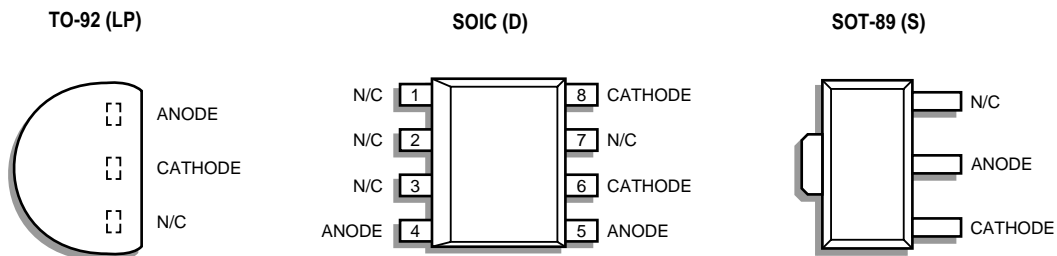 TO-92 (LP)
SOIC (D)
SOT-89 (S)
ANODE
CATHODE
N/C
N/C 1 8 CATHODE
N/C 2 7 N/C
N/C 3 6 CATHODE
ANODE 4 5 ANODE
N/C
ANODE
CATHODE